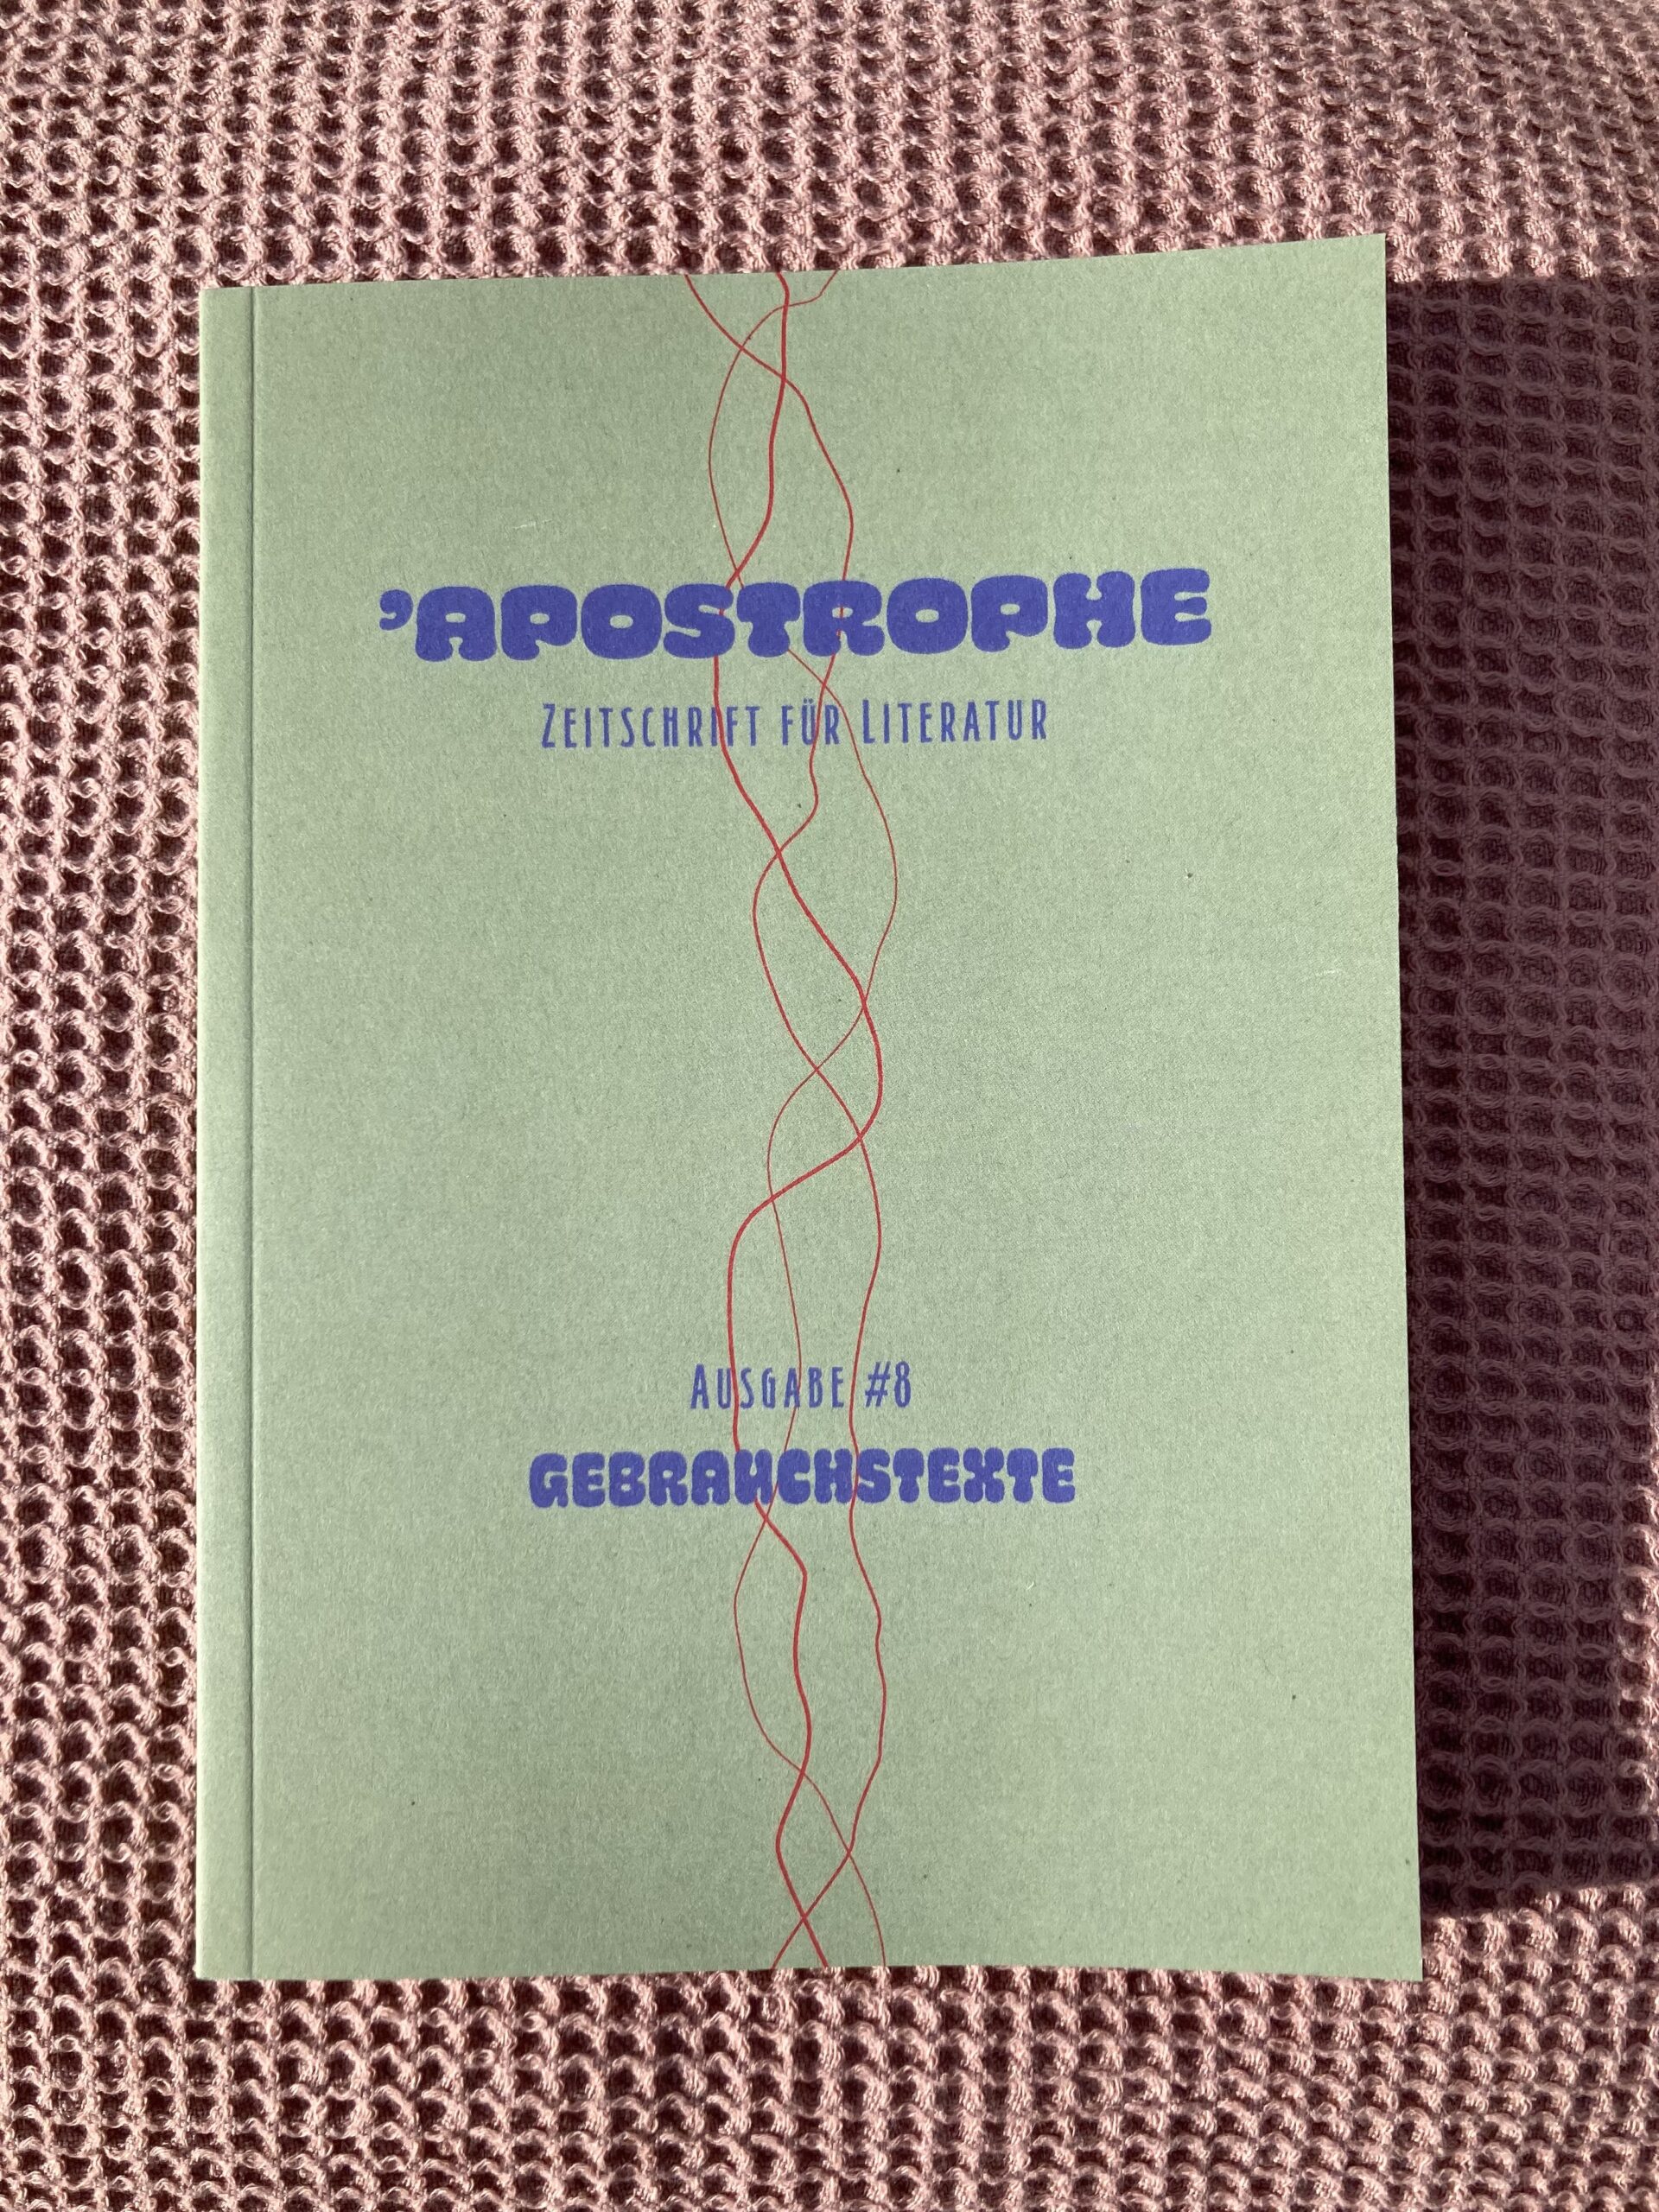 ’APOSTROPHE
ZEITSCHRIFT FÜR LITERATUR
AUSGABE #8
GEBRAUCHSTEXTE